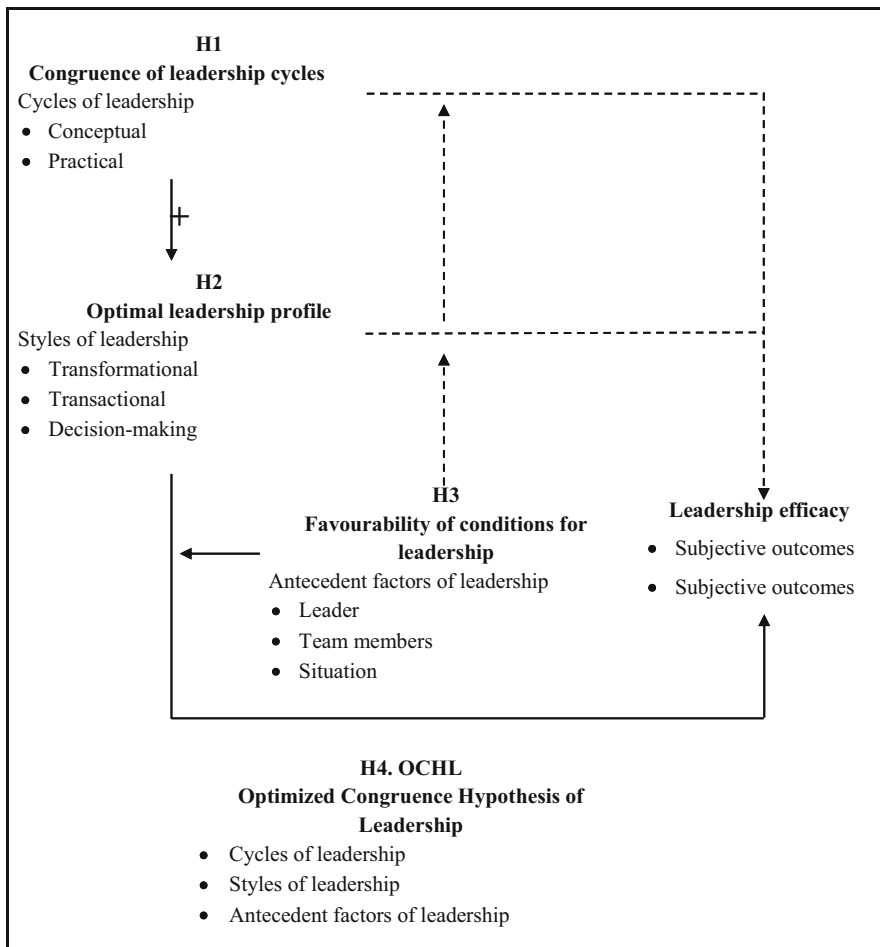 H1
Congruence of leadership cycles
Cycles of leadership
• Conceptual
• Practical
+
H2
Optimal leadership profile
Styles of leadership
• Transformational
• Transactional
• Decision-making
H3
Favourability of conditions for
leadership
Antecedent factors of leadership
• Leader
• Team members
• Situation
Leadership efficacy
• Subjective outcomes
• Subjective outcomes
H4. OCHL
Optimized Congruence Hypothesis of
Leadership
• Cycles of leadership
• Styles of leadership
• Antecedent factors of leadership